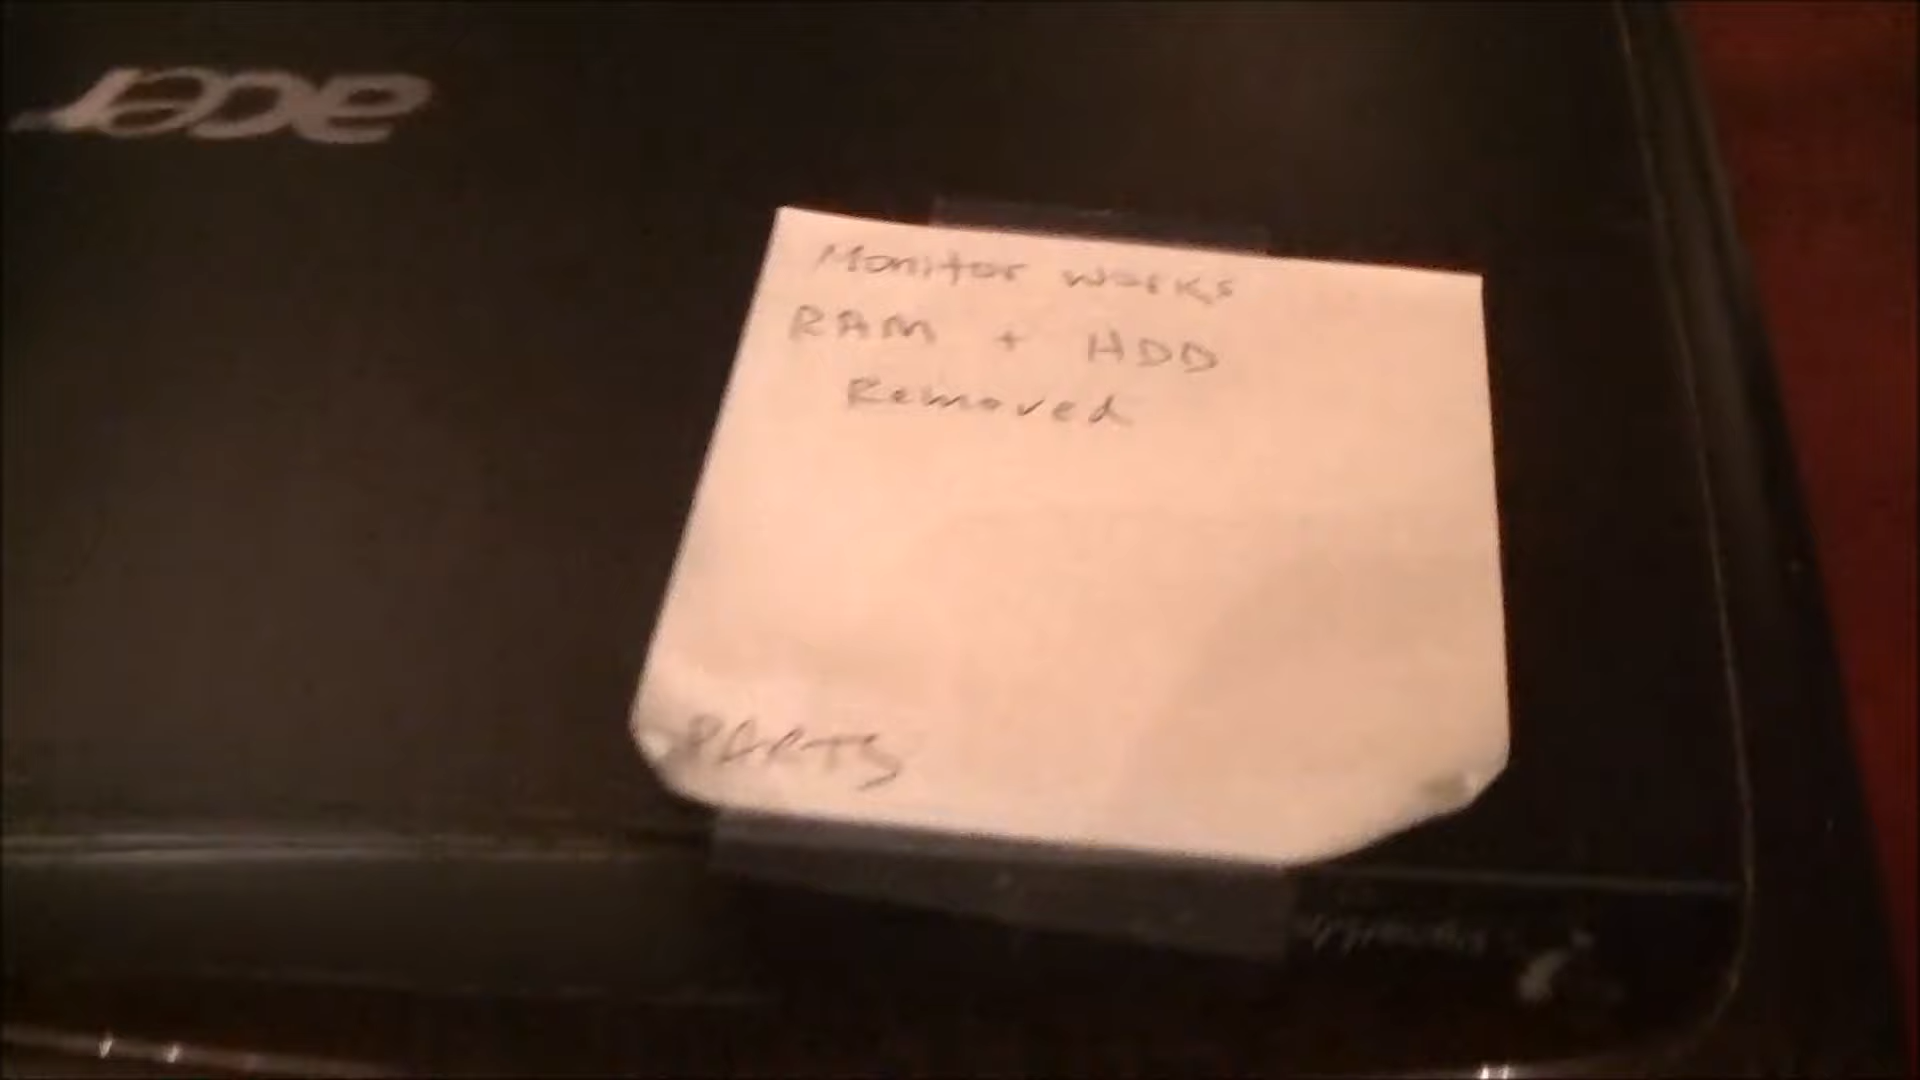 acer
Monitor works
RAM + HDD
Removed
PARTS